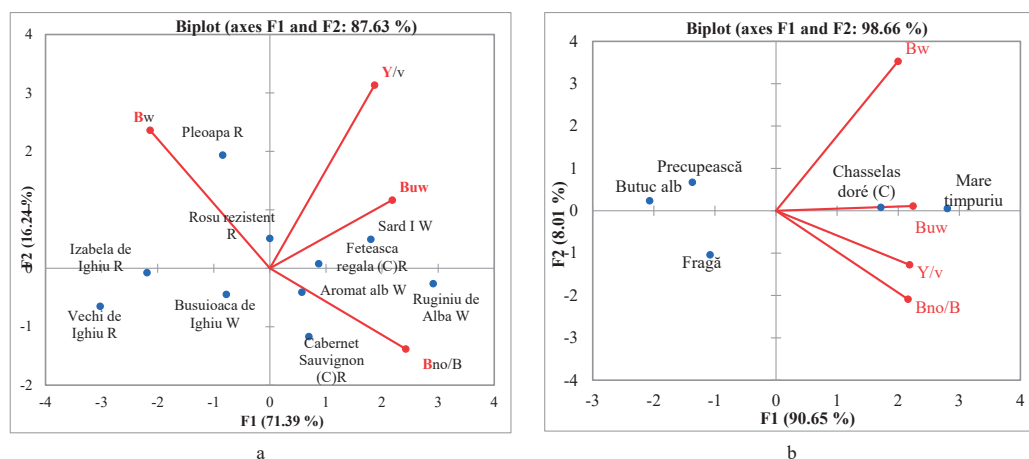 Biplot (axes F1 and F2: 87.63 %)
4
3
2
1
0
-1
-2
F2 (16.24 %)
Y/v
Bw
Pleoapa R
Buw
Rosu rezistent
R
Sard I W
Izabela de
Ighiu R
Feteasca
regala (C)R
Aromat alb W
Vechi de
Ighiu R
Busuioaca de
Ighiu W
Ruginiu de
Alba W
Cabernet
Sauvignon
(C)R
Bno/B
-4 -3 -2 -1 0 1 2 3 4
F1 (71.39 %)
a
Biplot (axes F1 and F2: 98.66 %)
4
3
2
1
0
-1
-2
-3
-4
F2 (8.01 %)
Bw
Precupească
Butuc alb
Chasselas
doré (C)
Mare
timpuriu
Buw
Fragă
Y/v
Bno/B
-4 -3 -2 -1 0 1 2 3 4
F1 (90.65 %)
b